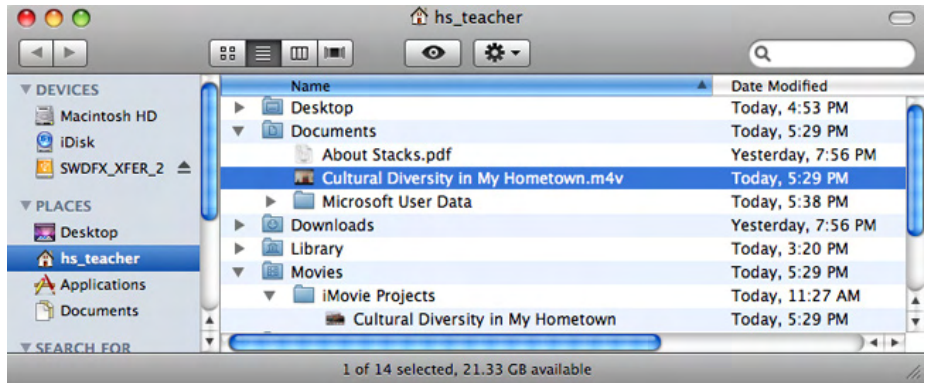 hs_teacher
Name Date Modified
DEVICES
Macintosh HD
iDisk
SWDFX_XFER_2
PLACES
Desktop
hs_teacher
Applications
Documents
SEARCH FOR
Desktop Today, 4:53 PM
Documents Today, 5:29 PM
About Stacks.pdf Yesterday, 7:56 PM
Cultural Diversity in My Hometown.m4v Today, 5:29 PM
Microsoft User Data Today, 5:38 PM
Downloads Yesterday, 7:56 PM
Library Today, 3:20 PM
Movies Today, 5:29 PM
iMovie Projects Today, 11:27 AM
Cultural Diversity in My Hometown Today, 5:29 PM
1 of 14 selected, 21.33 GB available